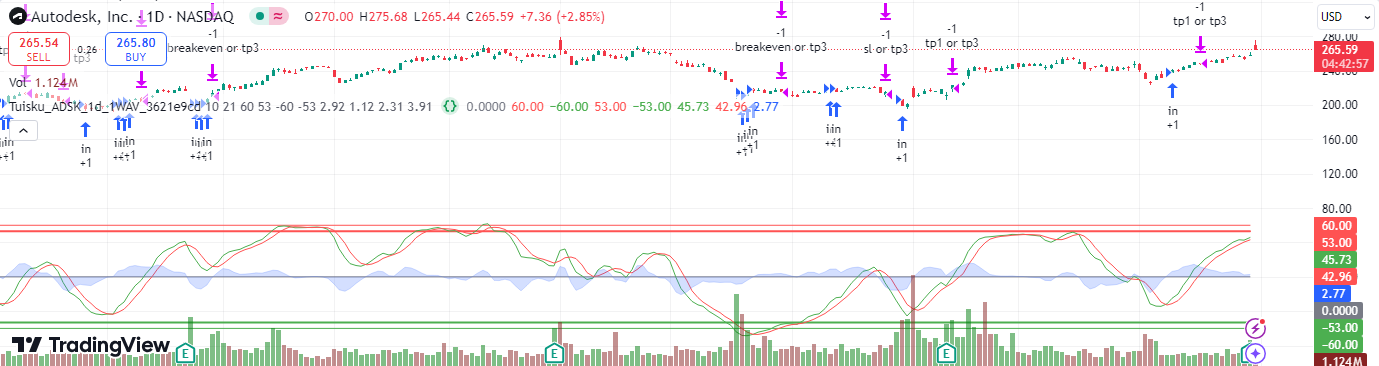 Autodesk, Inc. · 1D · NASDAQ
O270.00 H275.68 L265.44 C265.59 +7.36 (+2.85%)
265.54
SELL
0.26
265.80
BUY
Vol 1.124M
Tuisku_ADSK_1d_1WAV_3621e9cd 10 21 60 53 -60 -53 2.92 1.12 2.31 3.91 0.0000 60.00 −60.00 53.00 −53.00 45.73 42.96 2.77
tp3
-1
breakeven or tp3
-1
breakeven or tp3
-1
sl or tp3
-1
tp1 or tp3
-1
tp1 or tp3
in
+1
in
+1
in
+1
in
+1
in
+1
in
+1
in
+1
USD
280.00
265.59
04:42:57
240.00
200.00
160.00
120.00
80.00
60.00
53.00
45.73
42.96
2.77
0.0000
−53.00
−60.00
1.124M
E
E
E
TradingView